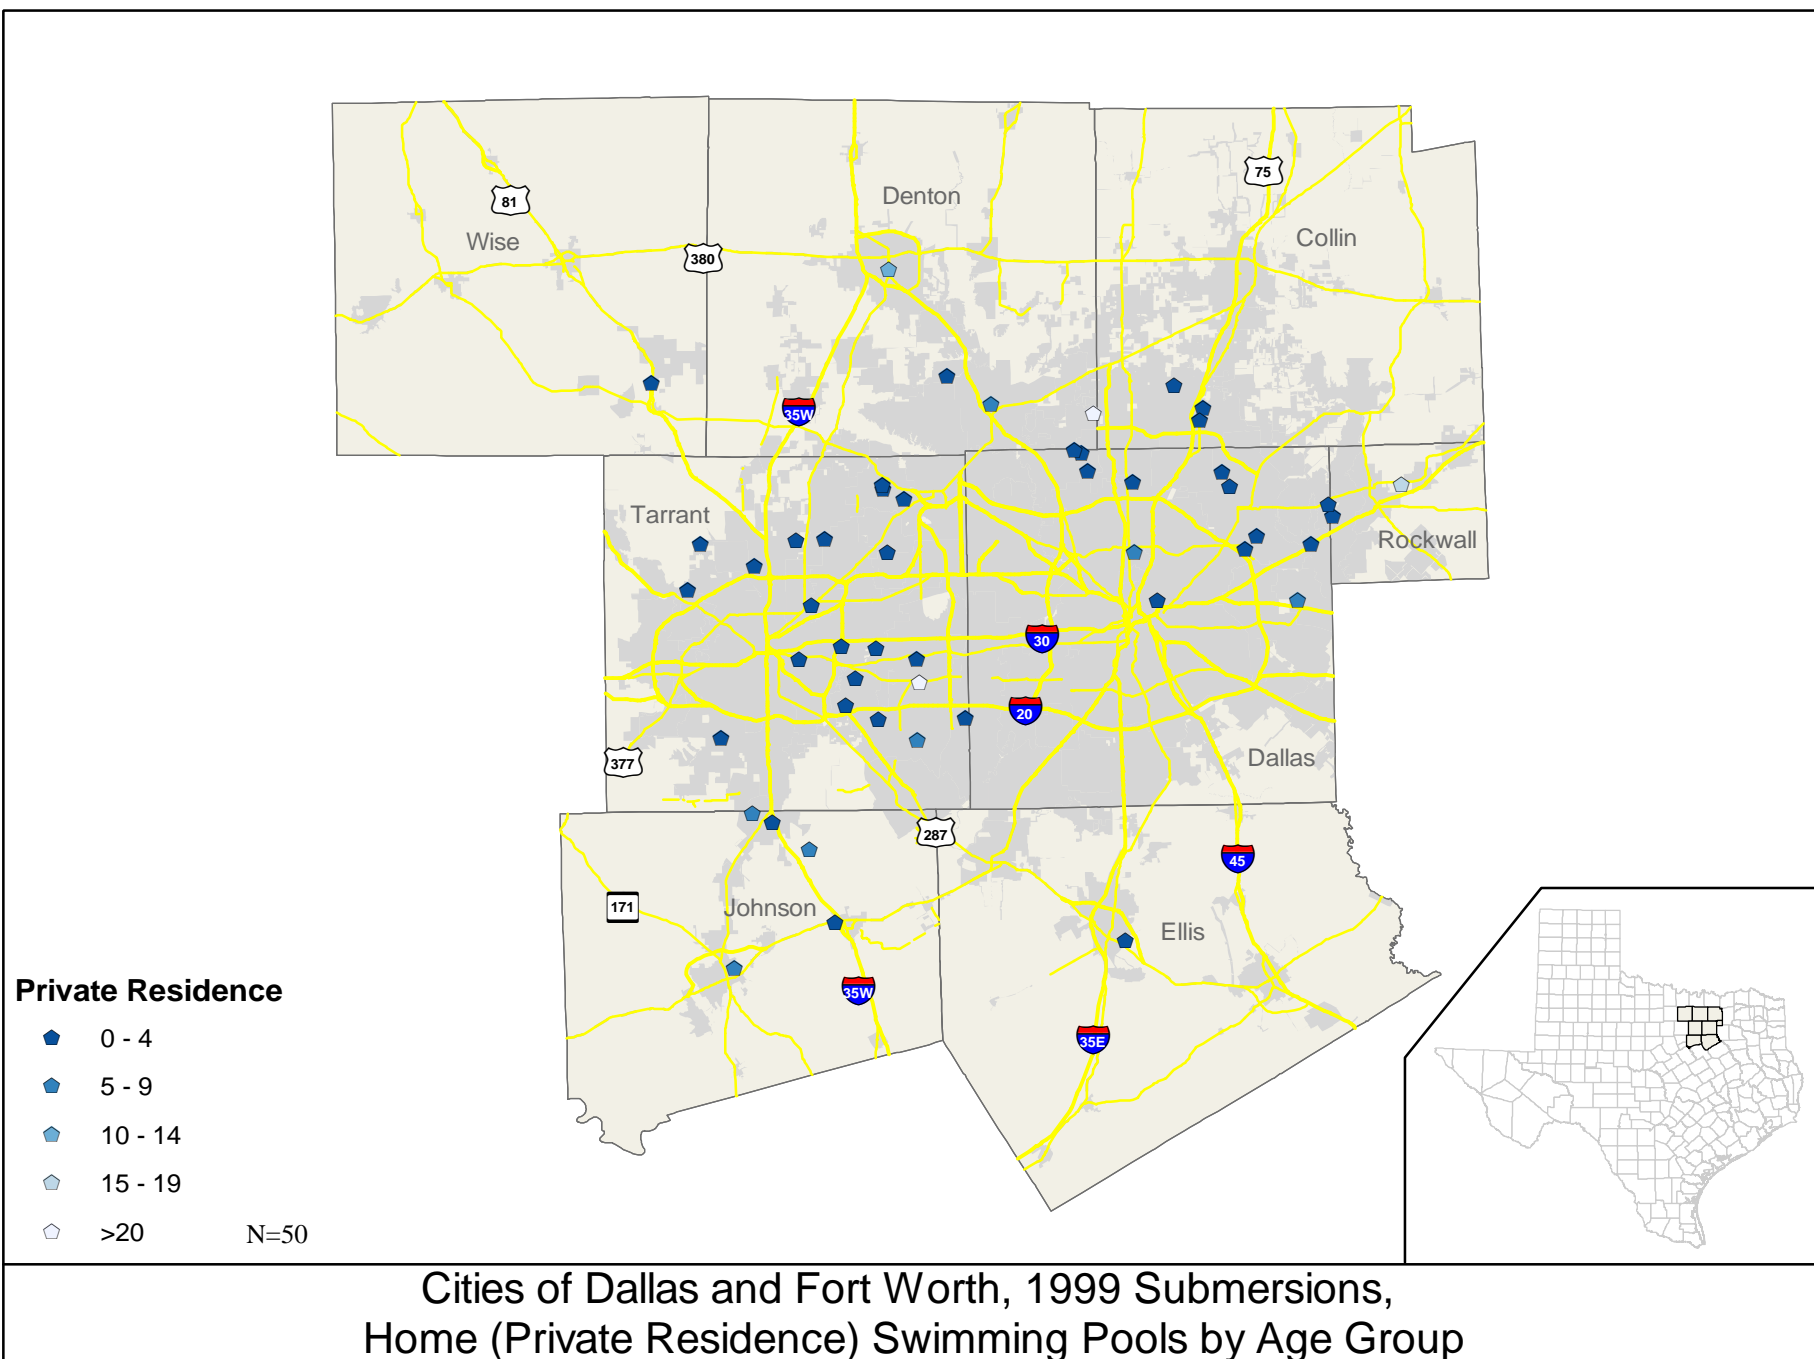 75
81
Denton
Wise
Collin
380
35W
Tarrant
Rockwall
30
20
Dallas
377
287
45
171
Johnson
Ellis
35W
35E
Private Residence
0 - 4
5 - 9
10 - 14
15 - 19
>20 N=50
Cities of Dallas and Fort Worth, 1999 Submersions,
Home (Private Residence) Swimming Pools by Age Group